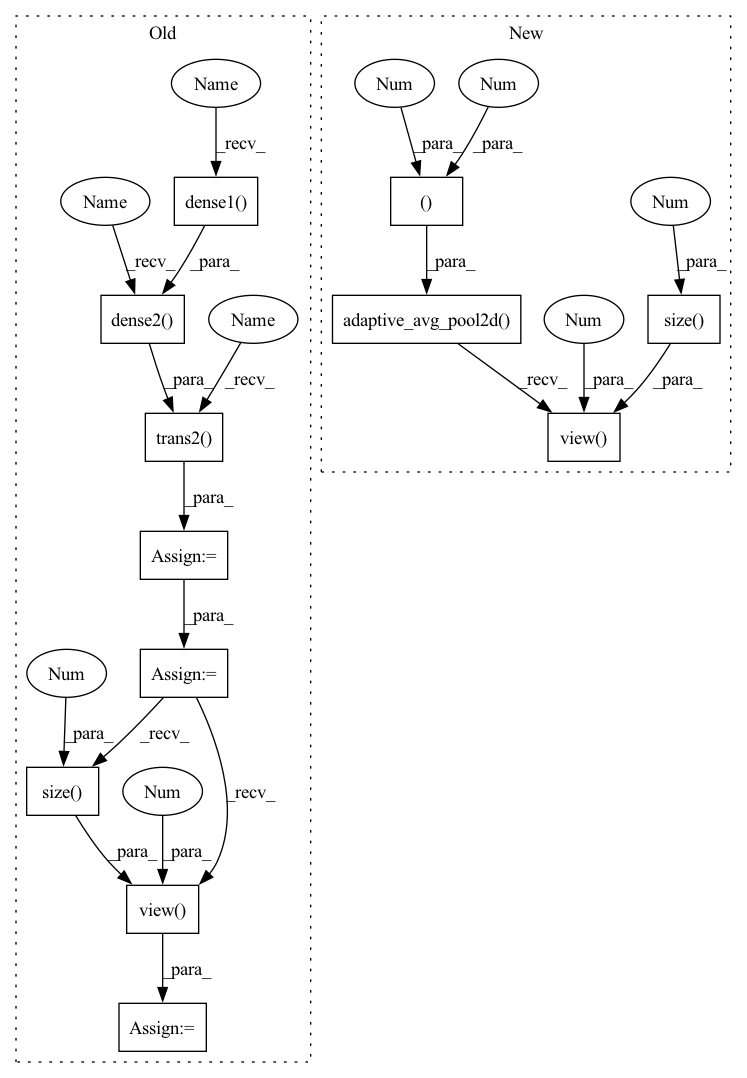 Old
New
Name
Num
Num
_recv_
_para_
_para_
Name
dense1()
()
Num
_recv_
_para_
_para_
_para_
dense2()
Name
adaptive_avg_pool2d()
Num
size()
_para_
_recv_
_recv_
_para_
_para_
trans2()
view()
_para_
Assign:=
_para_
Num
Assign:=
_para_
_recv_
_recv_
size()
Num
_para_
_para_
view()
_para_
Assign:=